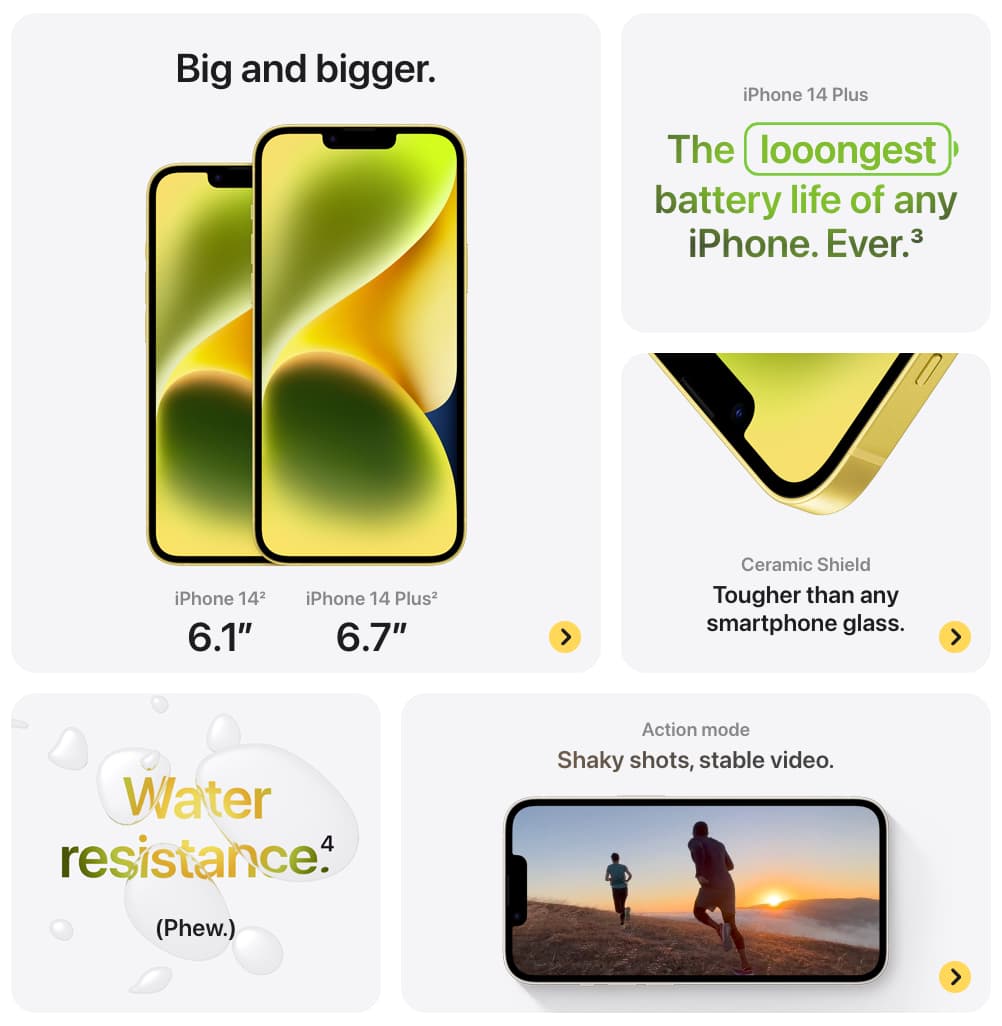 Big and bigger.
iPhone 14²
6.1″
iPhone 14 Plus²
6.7″
iPhone 14 Plus
The looongest
battery life of any
iPhone. Ever.³
Ceramic Shield
Tougher than any
smartphone glass.
Water
resistance.⁴
(Phew.)
Action mode
Shaky shots, stable video.